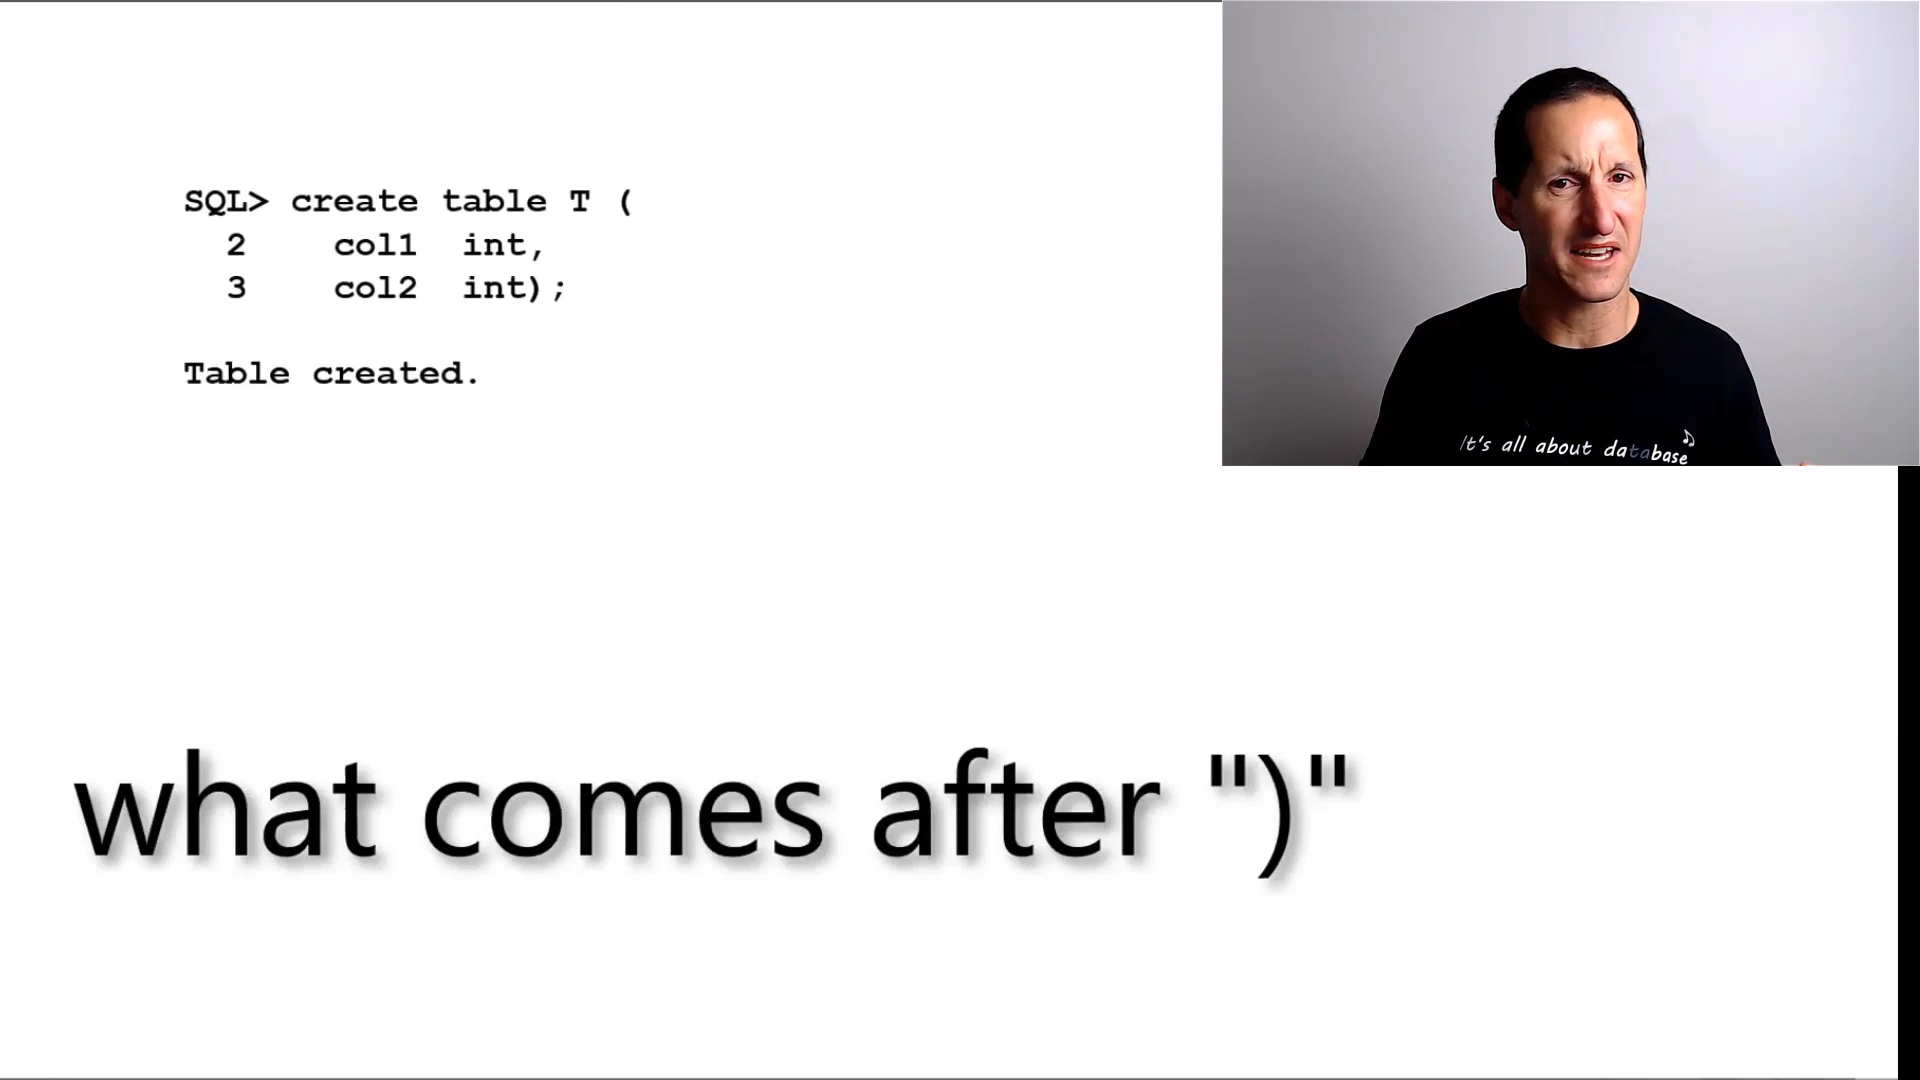 SQL> create table T (
  2    col1  int,
  3    col2  int);
Table created.
It's all about database
what comes after ")"